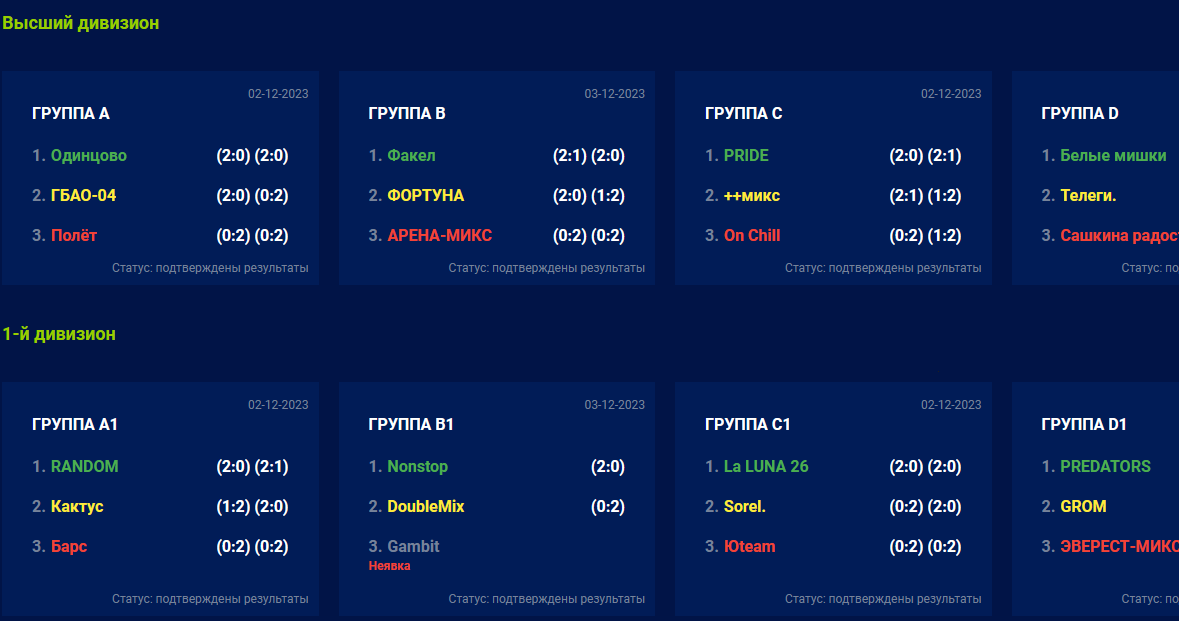 Высший дивизион
02-12-2023
ГРУППА A
1. Одинцово (2:0) (2:0)
2. ГБАО-04 (2:0) (0:2)
3. Полёт (0:2) (0:2)
Статус: подтверждены результаты
03-12-2023
ГРУППА B
1. Факел (2:1) (2:0)
2. ФОРТУНА (2:0) (1:2)
3. АРЕНА-МИКС (0:2) (0:2)
Статус: подтверждены результаты
02-12-2023
ГРУППА C
1. PRIDE (2:0) (2:1)
2. ++микс (2:1) (1:2)
3. On Chill (0:2) (1:2)
Статус: подтверждены результаты
ГРУППА D
1. Белые мишки
2. Телеги.
3. Сашкина радос
Статус: по
1-й дивизион
02-12-2023
ГРУППА A1
1. RANDOM (2:0) (2:1)
2. Кактус (1:2) (2:0)
3. Барс (0:2) (0:2)
Статус: подтверждены результаты
03-12-2023
ГРУППА B1
1. Nonstop (2:0)
2. DoubleMix (0:2)
3. Gambit
Неявка
Статус: подтверждены результаты
02-12-2023
ГРУППА C1
1. La LUNA 26 (2:0) (2:0)
2. Sorel. (0:2) (2:0)
3. Юteam (0:2) (0:2)
Статус: подтверждены результаты
ГРУППА D1
1. PREDATORS
2. GROM
3. ЭВЕРЕСТ-МИКС
Статус: по